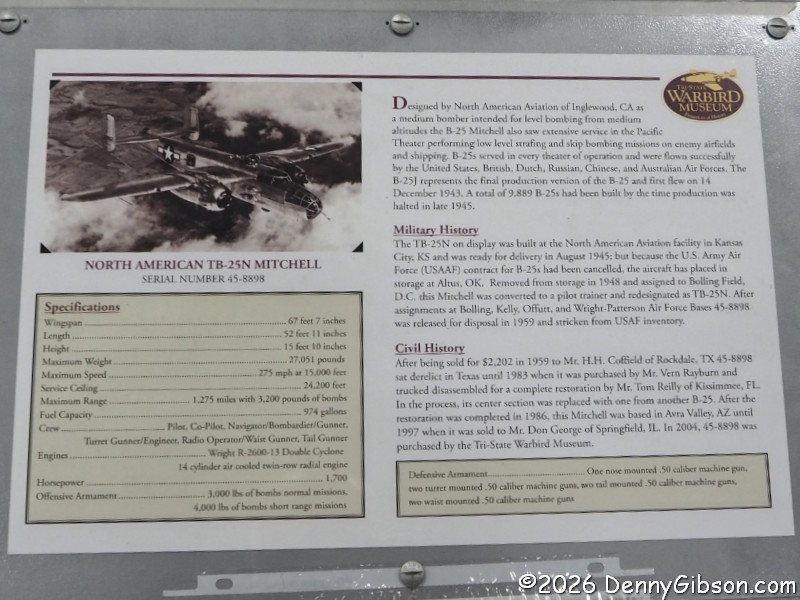 TRI-STATE
WARBIRD
MUSEUM
NORTH AMERICAN TB-25N MITCHELL
SERIAL NUMBER 45-8898
Specifications
Wingspan ........ 67 feet 7 inches
Length ........ 52 feet 11 inches
Height ........ 15 feet 10 inches
Maximum Weight ........ 27,051 pounds
Maximum Speed ........ 275 mph at 15,000 feet
Service Ceiling ........ 24,200 feet
Maximum Range ........ 1,275 miles with 3,200 pounds of bombs
Fuel Capacity ........ 974 gallons
Crew ........ Pilot, Co-Pilot, Navigator/Bombardier/Gunner,
Turret Gunner/Engineer, Radio Operator/Waist Gunner, Tail Gunner
Engines ........ Wright R-2600-13 Double Cyclone
14 cylinder air cooled twin-row radial engine
Horsepower ........ 1,700
Offensive Armament ........ 3,000 lbs of bombs normal missions,
4,000 lbs of bombs short range missions
Designed by North American Aviation of Inglewood, CA as
a medium bomber intended for level bombing from medium
altitudes the B-25 Mitchell also saw extensive service in the Pacific
Theater performing low level strafing and skip bombing missions on enemy airfields
and shipping. B-25s served in every theater of operation and were flown successfully
by the United States, British, Dutch, Russian, Chinese, and Australian Air Forces. The
B-25J represents the final production version of the B-25 and first flew on 14
December 1943. A total of 9,889 B-25s had been built by the time production was
halted in late 1945.
Military History
The TB-25N on display was built at the North American Aviation facility in Kansas
City, KS and was ready for delivery in August 1945; but because the U.S. Army Air
Force (USAAF) contract for B-25s had been cancelled, the aircraft has placed in
storage at Altus, OK. Removed from storage in 1948 and assigned to Bolling Field,
D.C. this Mitchell was converted to a pilot trainer and redesignated as TB-25N. After
assignments at Bolling, Kelly, Offutt, and Wright-Patterson Air Force Bases 45-8898
was released for disposal in 1959 and stricken from USAF inventory.
Civil History
After being sold for $2,202 in 1959 to Mr. H.H. Coffield of Rockdale, TX 45-8898
sat derelict in Texas until 1983 when it was purchased by Mr. Vern Rayburn and
trucked disassembled for a complete restoration by Mr. Tom Reilly of Kissimmee, FL.
In the process, its center section was replaced with one from another B-25. After the
restoration was completed in 1986, this Mitchell was based in Avra Valley, AZ until
1997 when it was sold to Mr. Don George of Springfield, IL. In 2004, 45-8898 was
purchased by the Tri-State Warbird Museum.
Defensive Armament ........ One nose mounted .50 caliber machine gun,
two turret mounted .50 caliber machine guns, two tail mounted .50 caliber machine guns,
two waist mounted .50 caliber machine guns
©2026 DennyGibson.com